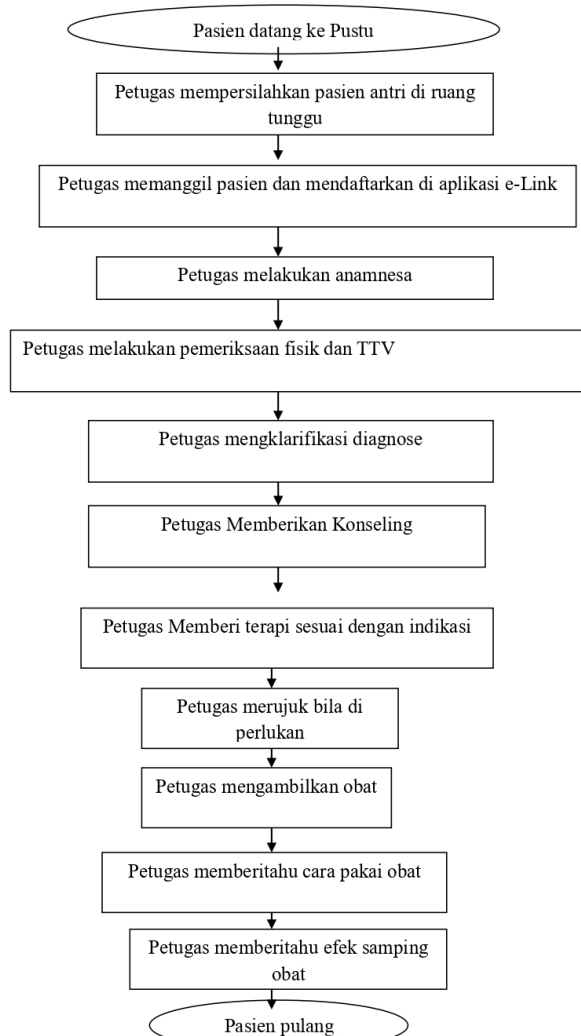 Pasien datang ke Pustu
Petugas mempersilahkan pasien antri di ruang
tunggu
Petugas memanggil pasien dan mendaftarkan di aplikasi e-Link
Petugas melakukan anamnesa
Petugas melakukan pemeriksaan fisik dan TTV
Petugas mengklarifikasi diagnose
Petugas Memberikan Konseling
Petugas Memberi terapi sesuai dengan indikasi
Petugas merujuk bila di
perlukan
Petugas mengambilkan obat
Petugas memberitahu cara pakai obat
Petugas memberitahu efek samping
obat
Pasien pulang